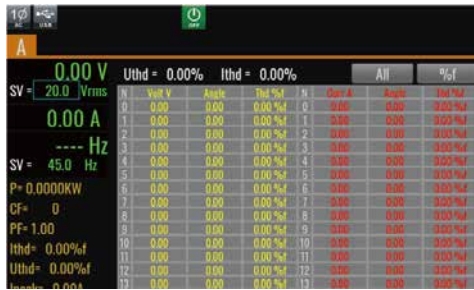 1Ø
AC USB OFF
A
0.00 V
SV = 20.0 Vrms
0.00 A
---- Hz
SV = 45.0 Hz
P= 0.0000KW
CF= 0
PF= 1.00
Ithd= 0.00%f
Uthd= 0.00%f
Uthd = 0.00% Ithd = 0.00% All %f
N Volt V Angle Thd %f N Curr A Angle Thd %f
0 0.00 0.00 0.00 %f 0 0.00 0.00 0.00 %f
1 0.00 0.00 0.00 %f 1 0.00 0.00 0.00 %f
2 0.00 0.00 0.00 %f 2 0.00 0.00 0.00 %f
3 0.00 0.00 0.00 %f 3 0.00 0.00 0.00 %f
4 0.00 0.00 0.00 %f 4 0.00 0.00 0.00 %f
5 0.00 0.00 0.00 %f 5 0.00 0.00 0.00 %f
6 0.00 0.00 0.00 %f 6 0.00 0.00 0.00 %f
7 0.00 0.00 0.00 %f 7 0.00 0.00 0.00 %f
8 0.00 0.00 0.00 %f 8 0.00 0.00 0.00 %f
9 0.00 0.00 0.00 %f 9 0.00 0.00 0.00 %f
10 0.00 0.00 0.00 %f 10 0.00 0.00 0.00 %f
11 0.00 0.00 0.00 %f 11 0.00 0.00 0.00 %f
12 0.00 0.00 0.00 %f 12 0.00 0.00 0.00 %f
13 0.00 0.00 0.00 %f 13 0.00 0.00 0.00 %f